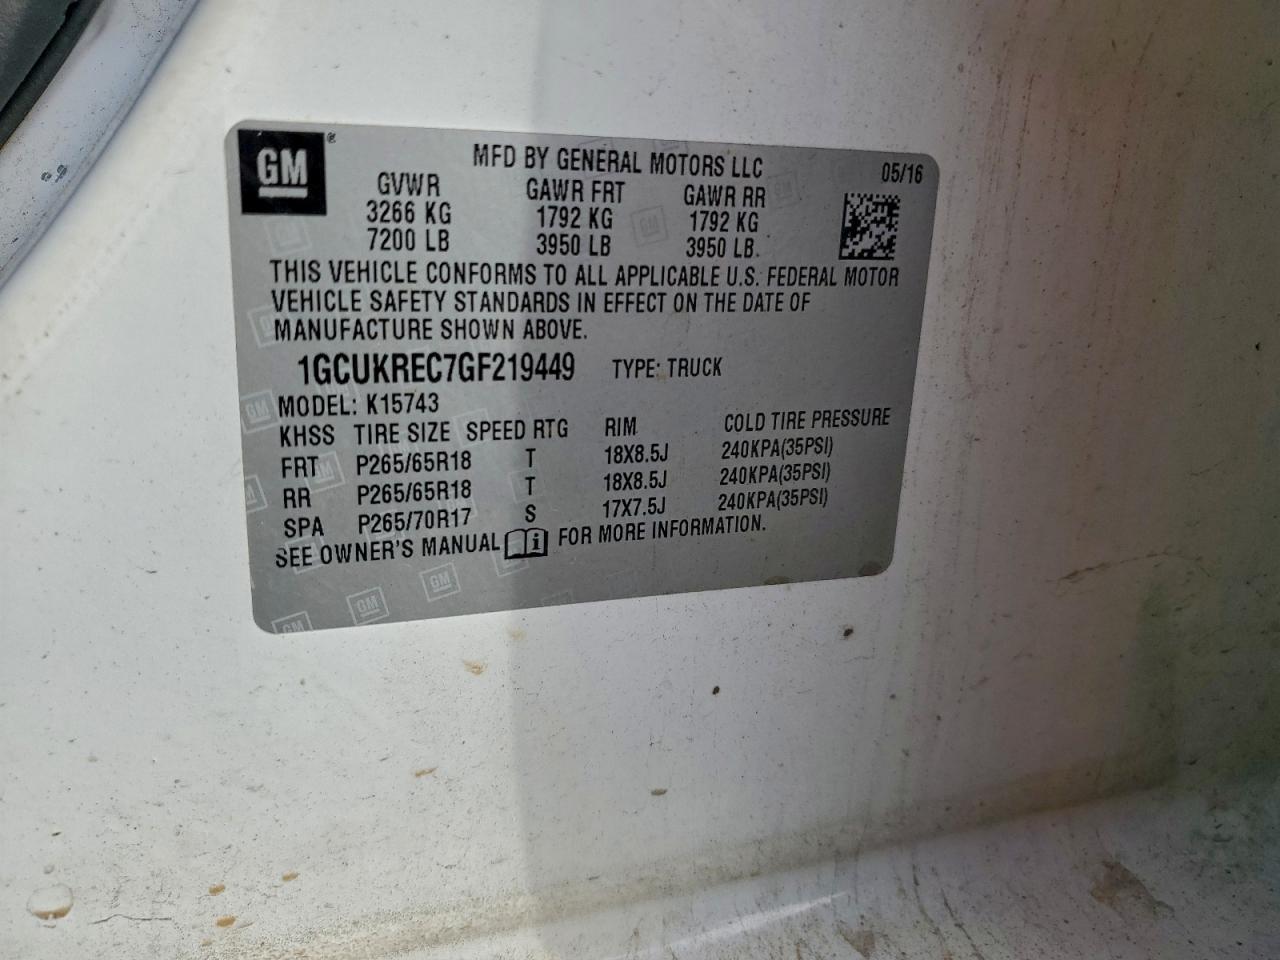 GM ®
MFD BY GENERAL MOTORS LLC 05/16
GVWR GAWR FRT GAWR RR
3266 KG 1792 KG 1792 KG
7200 LB 3950 LB 3950 LB.
THIS VEHICLE CONFORMS TO ALL APPLICABLE U.S. FEDERAL MOTOR
VEHICLE SAFETY STANDARDS IN EFFECT ON THE DATE OF
MANUFACTURE SHOWN ABOVE.
1GCUKREC7GF219449 TYPE: TRUCK
MODEL: K15743
KHSS TIRE SIZE SPEED RTG RIM COLD TIRE PRESSURE
FRT P265/65R18 T 18X8.5J 240KPA(35PSI)
RR P265/65R18 T 18X8.5J 240KPA(35PSI)
SPA P265/70R17 S 17X7.5J 240KPA(35PSI)
SEE OWNER'S MANUAL i FOR MORE INFORMATION.